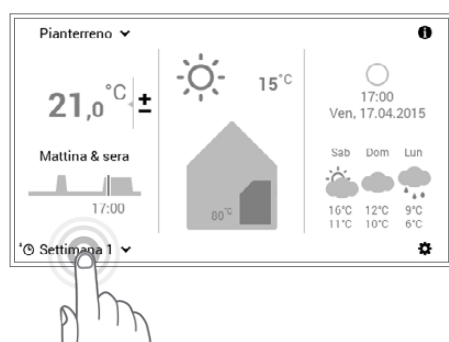 Pianterreno
21,0°C ±
Mattina & sera
17:00
Settimana 1
15°C
80°C
17:00
Ven, 17.04.2015
Sab Dom Lun
16°C 12°C 9°C
11°C 10°C 6°C